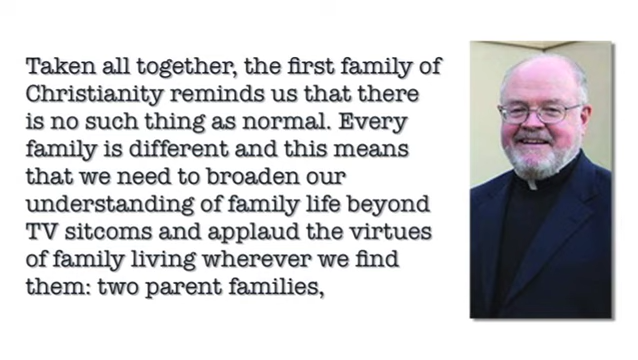 Taken all together, the first family of
Christianity reminds us that there
is no such thing as normal. Every
family is different and this means
that we need to broaden our
understanding of family life beyond
TV sitcoms and applaud the virtues
of family living wherever we find
them: two parent families,